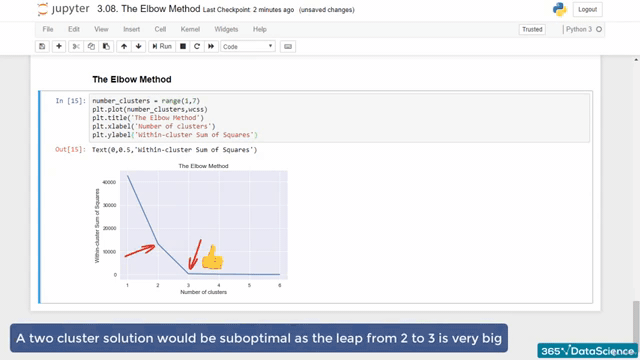 jupyter 3.08. The Elbow Method Last Checkpoint: 2 minutes ago (unsaved changes)
Logout
File Edit View Insert Cell Kernel Widgets Help
Trusted Python 3
Run Code
The Elbow Method
In [15]: number_clusters = range(1,7)
plt.plot(number_clusters,wcss)
plt.title('The Elbow Method')
plt.xlabel('Number of clusters')
plt.ylabel('Within-cluster Sum of Squares')
Out[15]: Text(0,0.5,'Within-cluster Sum of Squares')
The Elbow Method
Within-cluster Sum of Squares
40000
30000
20000
10000
0
1 2 3 4 5 6
Number of clusters
A two cluster solution would be suboptimal as the leap from 2 to 3 is very big
365 DataScience